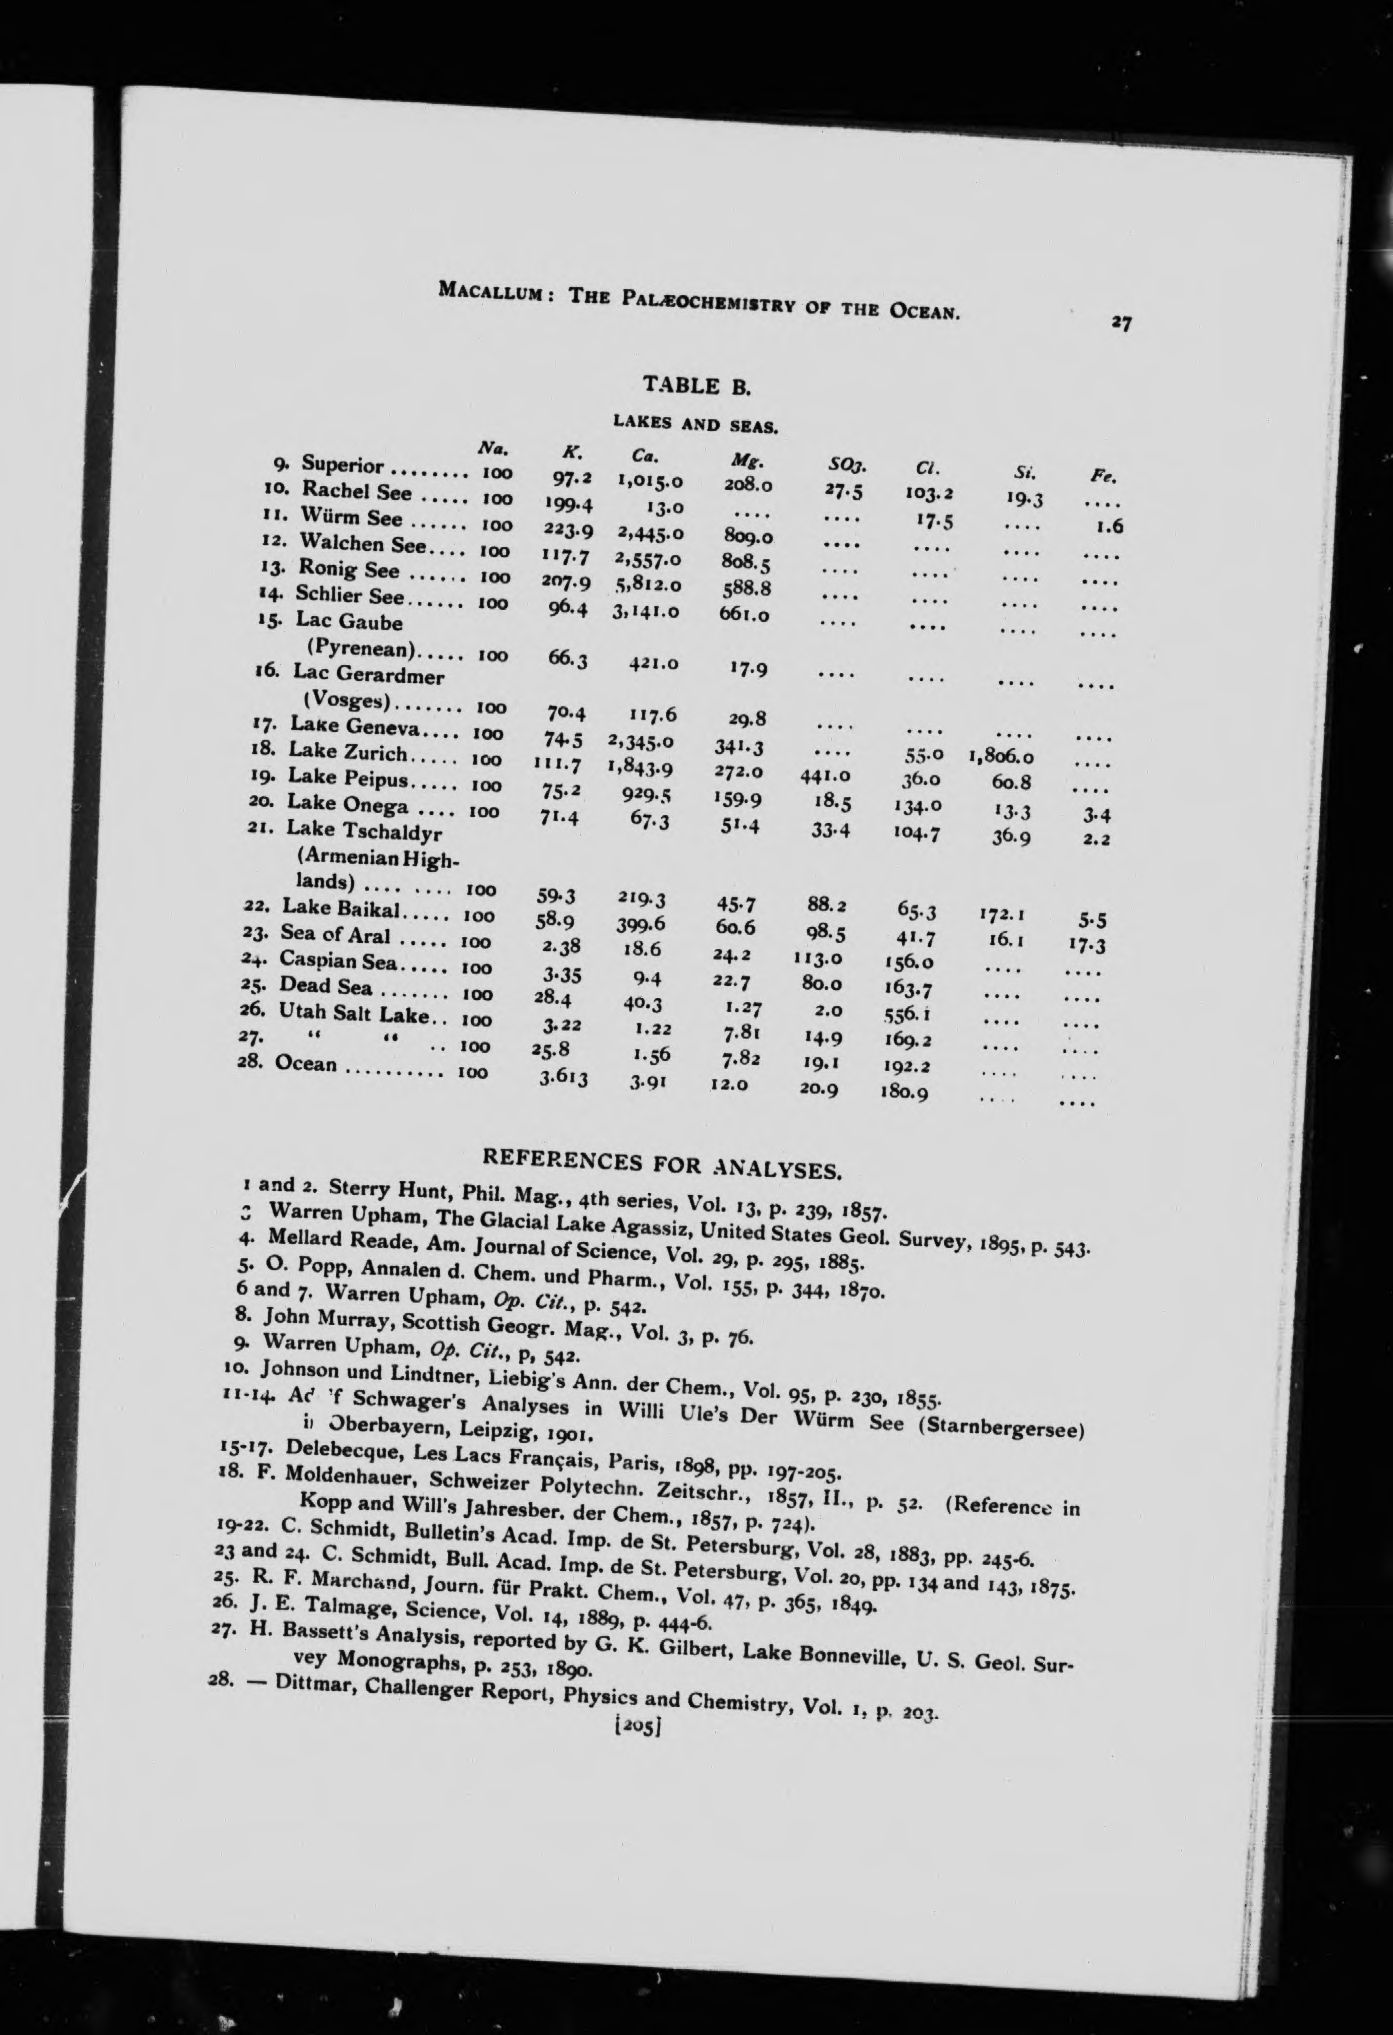 MACALLUM: THE PALÆOCHEMISTRY OF THE OCEAN. 27
TABLE B.
LAKES AND SEAS.
Na. K. Ca. Mg. SO3. Cl. Si. Fe.
9. Superior ........ 100 97.2 1,015.0 208.0 27.5 103.2 19.3 ....
10. Rachel See ..... 100 199.4 13.0 .... .... 17.5 .... 1.6
11. Würm See ...... 100 223.9 2,445.0 809.0 .... .... .... ....
12. Walchen See.... 100 117.7 2,557.0 808.5 .... .... .... ....
13. Ronig See ...... 100 207.9 5,812.0 588.8 .... .... .... ....
14. Schlier See...... 100 96.4 3,141.0 661.0 .... .... .... ....
15. Lac Gaube
(Pyrenean)..... 100 66.3 421.0 17.9 .... .... .... ....
16. Lac Gerardmer
(Vosges)....... 100 70.4 117.6 29.8 .... .... .... ....
17. Lake Geneva.... 100 74.5 2,345.0 341.3 .... 55.0 1,806.0 ....
18. Lake Zurich..... 100 111.7 1,843.9 272.0 441.0 36.0 60.8 ....
19. Lake Peipus..... 100 75.2 929.5 159.9 18.5 134.0 13.3 3.4
20. Lake Onega .... 100 71.4 67.3 51.4 33.4 104.7 36.9 2.2
21. Lake Tschaldyr
(Armenian High-
lands) .... .... 100 59.3 219.3 45.7 88.2 65.3 172.1 5.5
22. Lake Baikal..... 100 58.9 399.6 60.6 98.5 41.7 16.1 17.3
23. Sea of Aral ..... 100 2.38 18.6 24.2 113.0 156.0 .... ....
24. Caspian Sea..... 100 3.35 9.4 22.7 80.0 163.7 .... ....
25. Dead Sea ....... 100 28.4 40.3 1.27 2.0 556.1 .... ....
26. Utah Salt Lake.. 100 3.22 1.22 7.81 14.9 169.2 .... ....
27. “ “ .. 100 25.8 1.56 7.82 19.1 192.2 .... ....
28. Ocean .......... 100 3.613 3.91 12.0 20.9 180.9 .... ....
REFERENCES FOR ANALYSES.
1 and 2. Sterry Hunt, Phil. Mag., 4th series, Vol. 13, p. 239, 1857.
Warren Upham, The Glacial Lake Agassiz, United States Geol. Survey, 1895, p. 543.
4. Mellard Reade, Am. Journal of Science, Vol. 29, p. 295, 1885.
5. O. Popp, Annalen d. Chem. und Pharm., Vol. 155, p. 344, 1870.
6 and 7. Warren Upham, Op. Cit., p. 542.
8. John Murray, Scottish Geogr. Mag., Vol. 3, p. 76.
9. Warren Upham, Op. Cit., p, 542.
10. Johnson und Lindtner, Liebig's Ann. der Chem., Vol. 95, p. 230, 1855.
11-14. Schwager's Analyses in Willi Ule's Der Würm See (Starnbergersee)
Oberbayern, Leipzig, 1901.
15-17. Delebecque, Les Lacs Français, Paris, 1898, pp. 197-205.
18. F. Moldenhauer, Schweizer Polytechn. Zeitschr., 1857, II., p. 52. (Reference in
Kopp and Will's Jahresber. der Chem., 1857, p. 724).
19-22. C. Schmidt, Bulletin's Acad. Imp. de St. Petersburg, Vol. 28, 1883, pp. 245-6.
23 and 24. C. Schmidt, Bull. Acad. Imp. de St. Petersburg, Vol. 20, pp. 134 and 143, 1875.
25. R. F. Marchand, Journ. für Prakt. Chem., Vol. 47, p. 365, 1849.
26. J. E. Talmage, Science, Vol. 14, 1889, p. 444-6.
27. H. Bassett's Analysis, reported by G. K. Gilbert, Lake Bonneville, U. S. Geol. Sur-
vey Monographs, p. 253, 1890.
28. — Dittmar, Challenger Report, Physics and Chemistry, Vol. 1, p. 203.
[205]